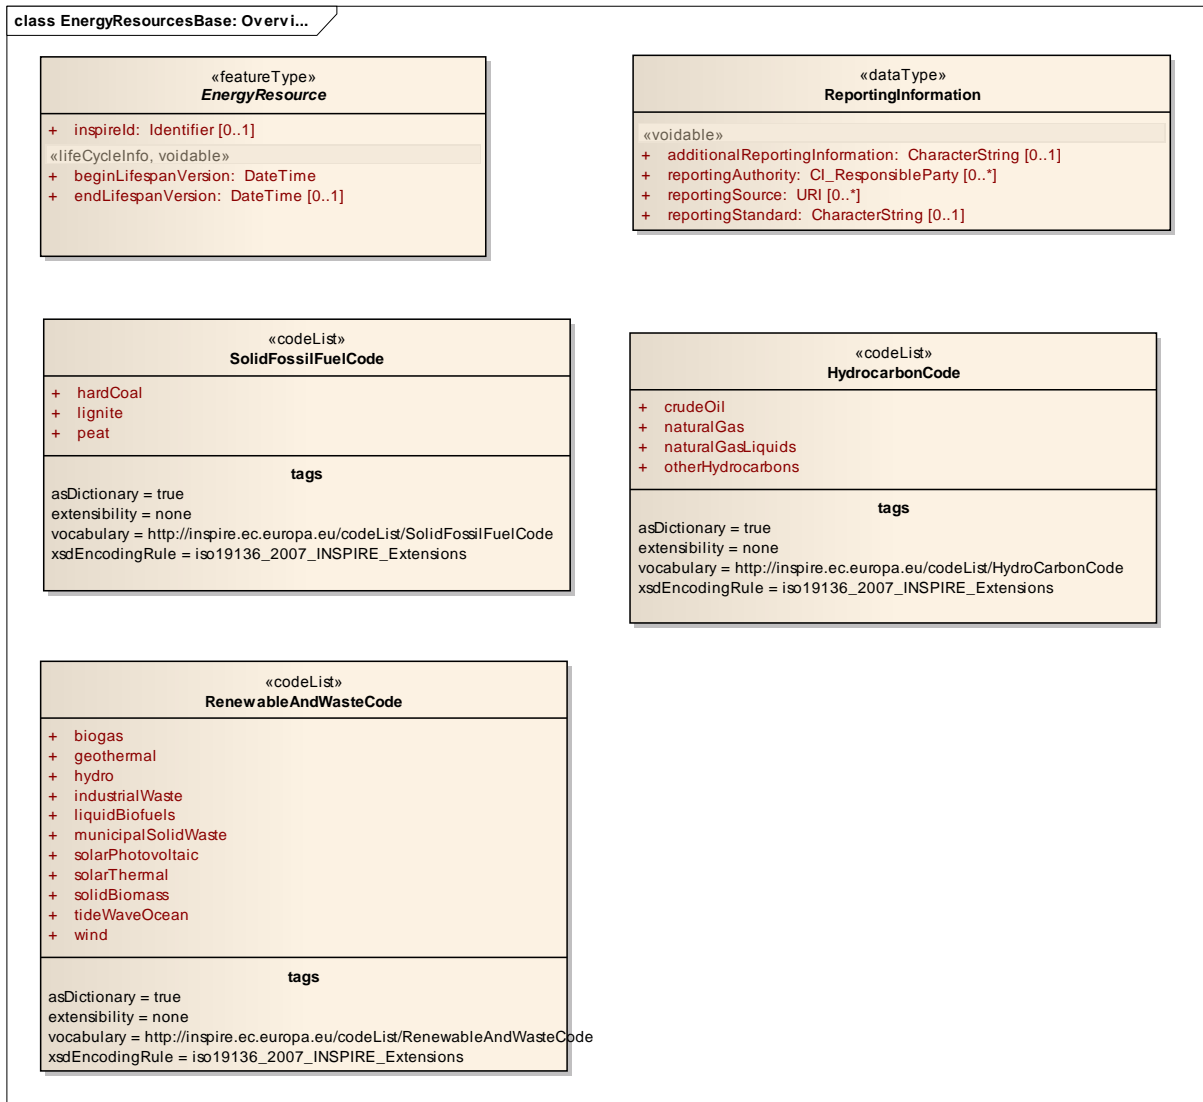 class EnergyResourcesBase: Overvi...
«featureType»
EnergyResource
+ inspireId: Identifier [0..1]
«lifeCycleInfo, voidable»
+ beginLifespanVersion: DateTime
+ endLifespanVersion: DateTime [0..1]
«dataType»
ReportingInformation
«voidable»
+ additionalReportingInformation: CharacterString [0..1]
+ reportingAuthority: CI_ResponsibleParty [0..*]
+ reportingSource: URI [0..*]
+ reportingStandard: CharacterString [0..1]
«codeList»
SolidFossilFuelCode
+ hardCoal
+ lignite
+ peat
tags
asDictionary = true
extensibility = none
vocabulary = http://inspire.ec.europa.eu/codeList/SolidFossilFuelCode
xsdEncodingRule = iso19136_2007_INSPIRE_Extensions
«codeList»
HydrocarbonCode
+ crudeOil
+ naturalGas
+ naturalGasLiquids
+ otherHydrocarbons
tags
asDictionary = true
extensibility = none
vocabulary = http://inspire.ec.europa.eu/codeList/HydroCarbonCode
xsdEncodingRule = iso19136_2007_INSPIRE_Extensions
«codeList»
RenewableAndWasteCode
+ biogas
+ geothermal
+ hydro
+ industrialWaste
+ liquidBiofuels
+ municipalSolidWaste
+ solarPhotovoltaic
+ solarThermal
+ solidBiomass
+ tideWaveOcean
+ wind
tags
asDictionary = true
extensibility = none
vocabulary = http://inspire.ec.europa.eu/codeList/RenewableAndWasteCode
xsdEncodingRule = iso19136_2007_INSPIRE_Extensions